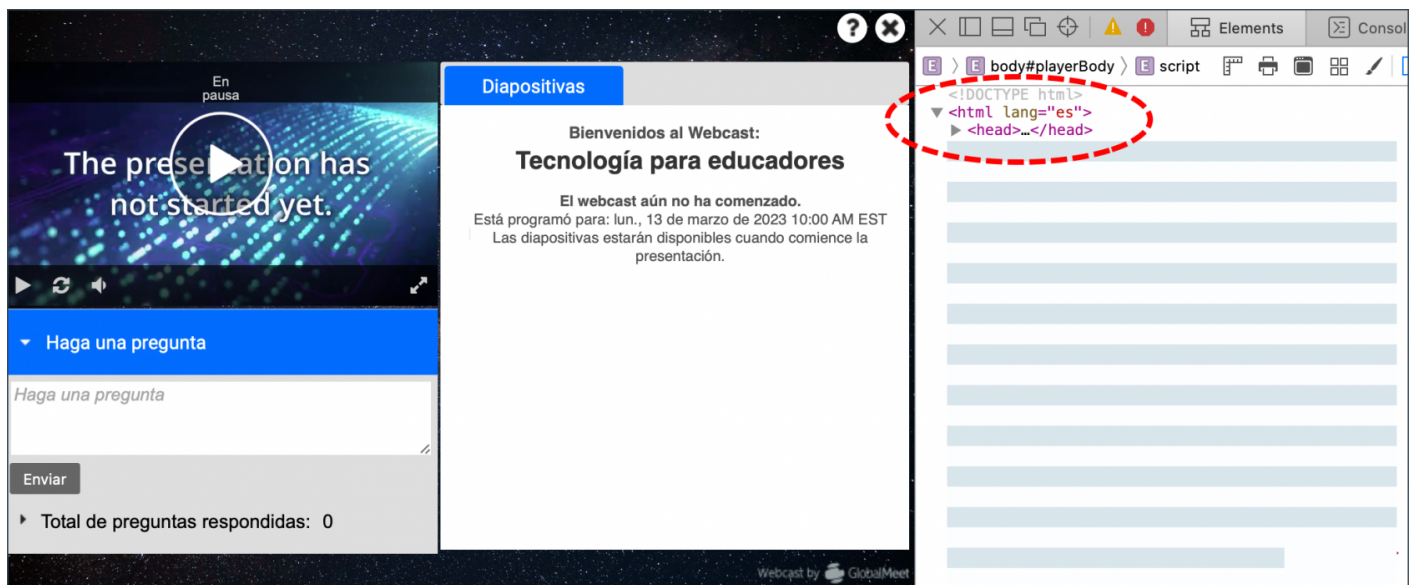 En
pausa
The presentation has
not started yet.
Haga una pregunta
Haga una pregunta
Enviar
Total de preguntas respondidas: 0
Diapositivas
Bienvenidos al Webcast:
Tecnología para educadores
El webcast aún no ha comenzado.
Está programó para: lun., 13 de marzo de 2023 10:00 AM EST
Las diapositivas estarán disponibles cuando comience la
presentación.
Webcast by GlobalMeet
Elements
Consol
E body#playerBody E script
<!DOCTYPE html>
<html lang="es">
<head>…</head>